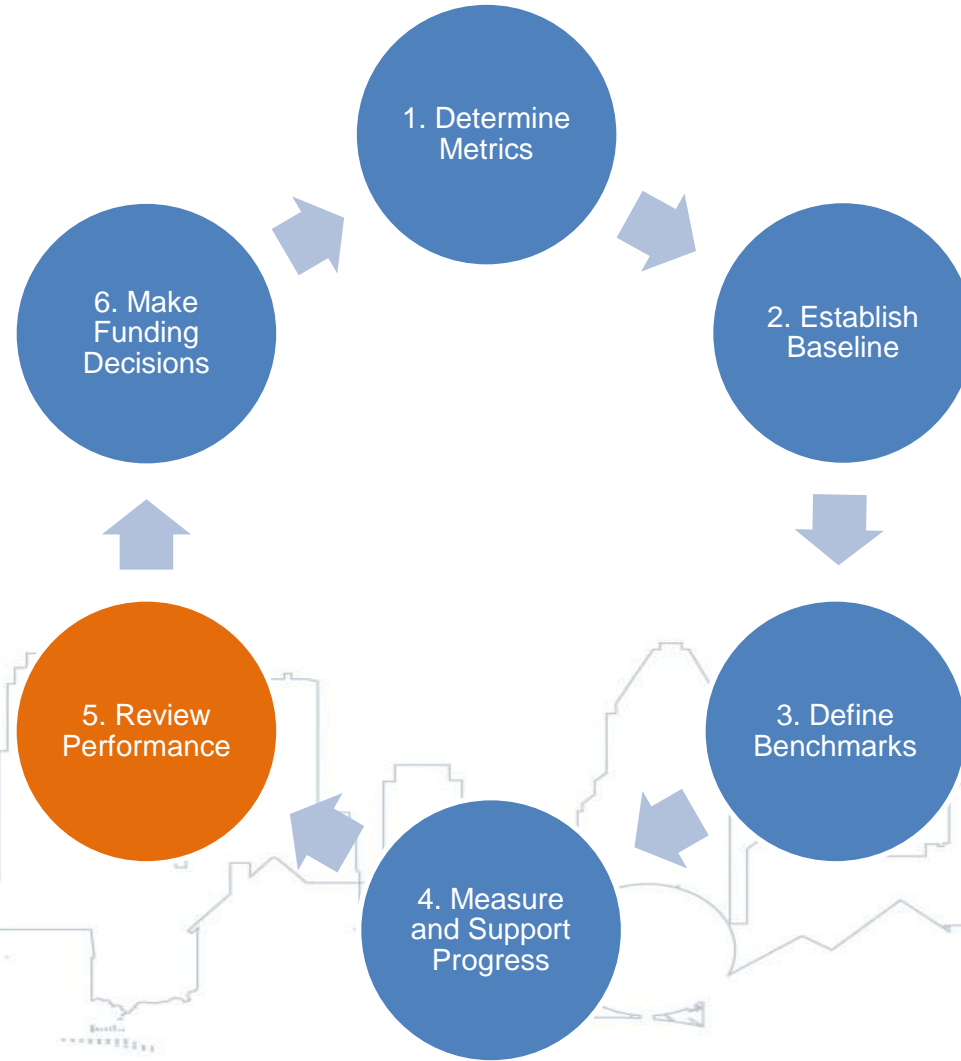 1. Determine
Metrics
2. Establish
Baseline
3. Define
Benchmarks
4. Measure
and Support
Progress
5. Review
Performance
6. Make
Funding
Decisions